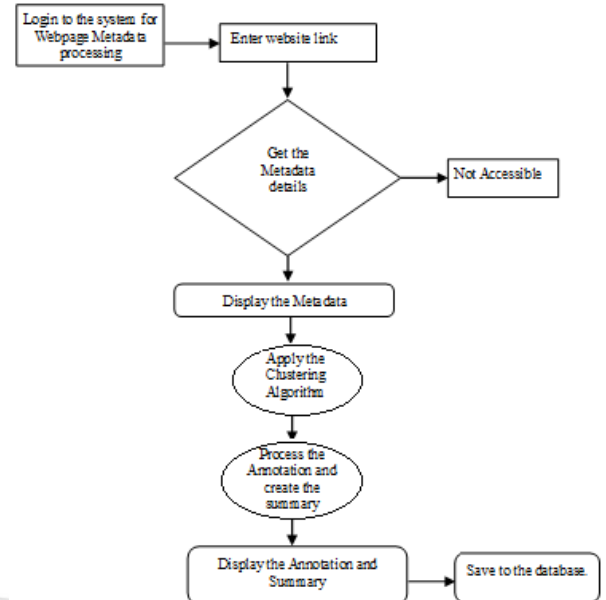 Login to the system for
Webpage Metadata
processing
Enter website link
Get the
Metadata
details
Not Accessible
Display the Metadata
Apply the
Clustering
Algorithm
Process the
Annotation and
create the
summary
Display the Annotation and
Summary
Save to the database.